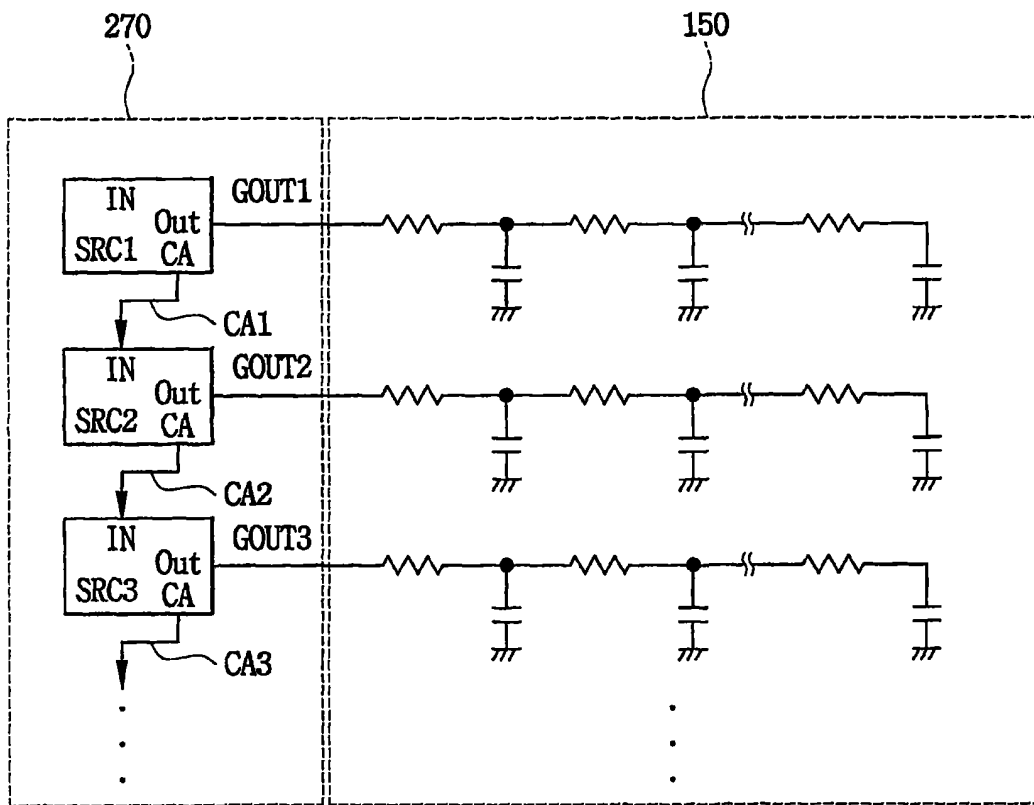 270 150
IN
Out
SRC1 CA
GOUT1
CA1
IN
Out
SRC2 CA
GOUT2
CA2
IN
Out
SRC3 CA
GOUT3
CA3